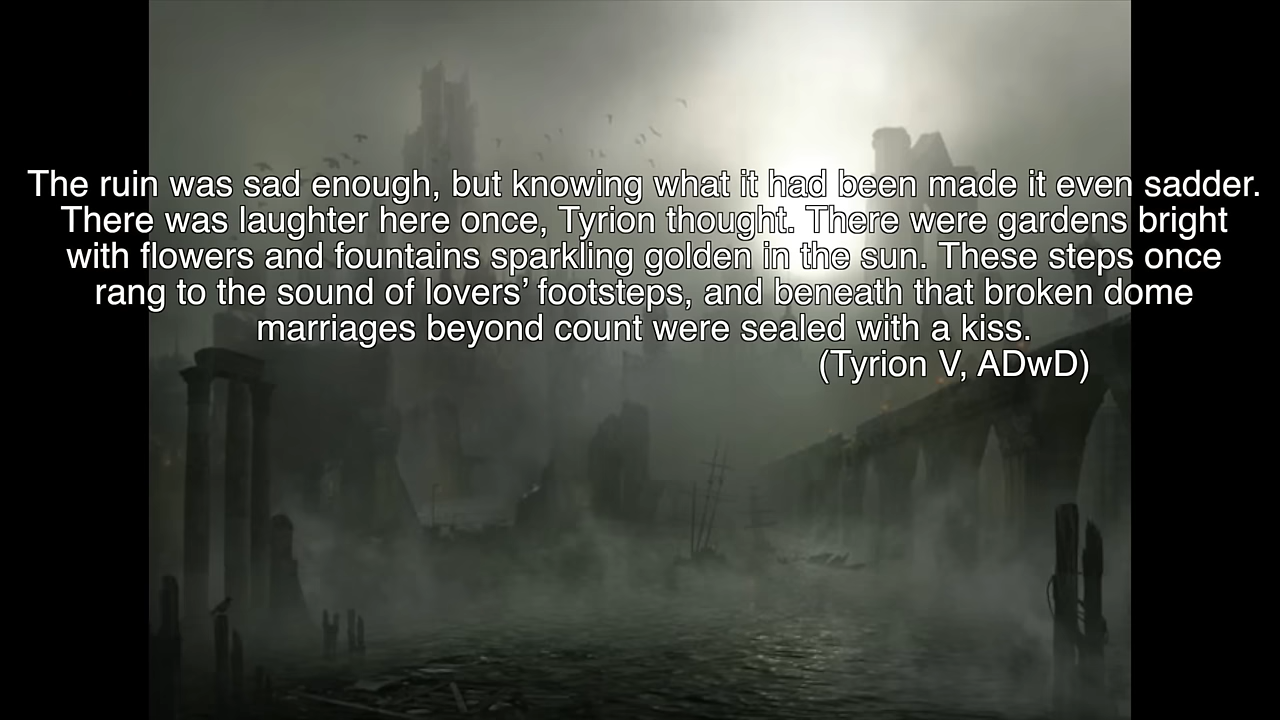 The ruin was sad enough, but knowing what it had been made it even sadder.
There was laughter here once, Tyrion thought. There were gardens bright
with flowers and fountains sparkling golden in the sun. These steps once
rang to the sound of lovers’ footsteps, and beneath that broken dome
marriages beyond count were sealed with a kiss.
(Tyrion V, ADwD)